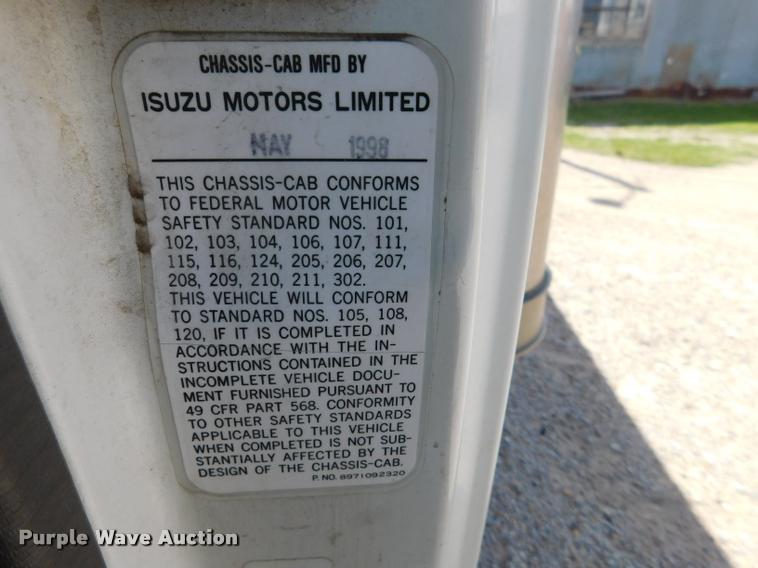 CHASSIS-CAB MFD BY
ISUZU MOTORS LIMITED
MAY 1998
THIS CHASSIS-CAB CONFORMS
TO FEDERAL MOTOR VEHICLE
SAFETY STANDARD NOS. 101,
102, 103, 104, 106, 107, 111,
115, 116, 124, 205, 206, 207,
208, 209, 210, 211, 302.
THIS VEHICLE WILL CONFORM
TO STANDARD NOS. 105, 108,
120, IF IT IS COMPLETED IN
ACCORDANCE WITH THE IN-
STRUCTIONS CONTAINED IN THE
INCOMPLETE VEHICLE DOCU-
MENT FURNISHED PURSUANT TO
49 CFR PART 568. CONFORMITY
TO OTHER SAFETY STANDARDS
APPLICABLE TO THIS VEHICLE
WHEN COMPLETED IS NOT SUB-
STANTIALLY AFFECTED BY THE
DESIGN OF THE CHASSIS-CAB.
P. NO. 8971092320
Purple Wave Auction